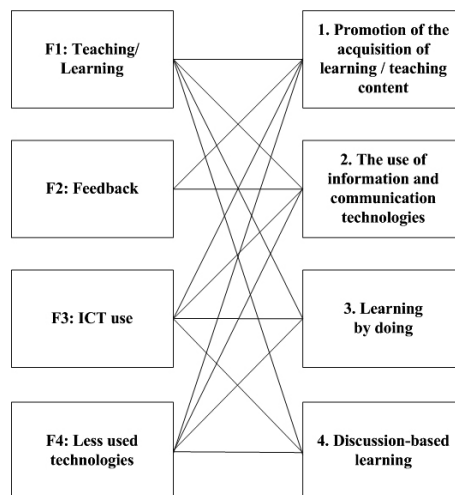 F1: Teaching/
Learning
1. Promotion of the
acquisition of
learning / teaching
content
F2: Feedback
2. The use of
information and
communication
technologies
F3: ICT use
3. Learning
by doing
F4: Less used
technologies
4. Discussion-based
learning